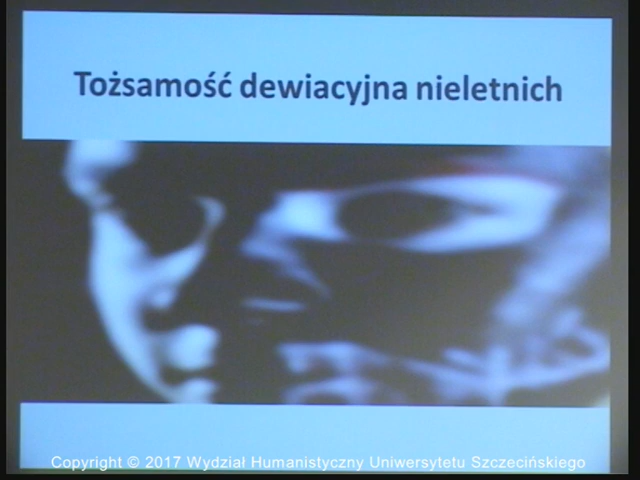 Tożsamość dewiacyjna nieletnich
Copyright © 2017 Wydział Humanistyczny Uniwersytetu Szczecińskiego